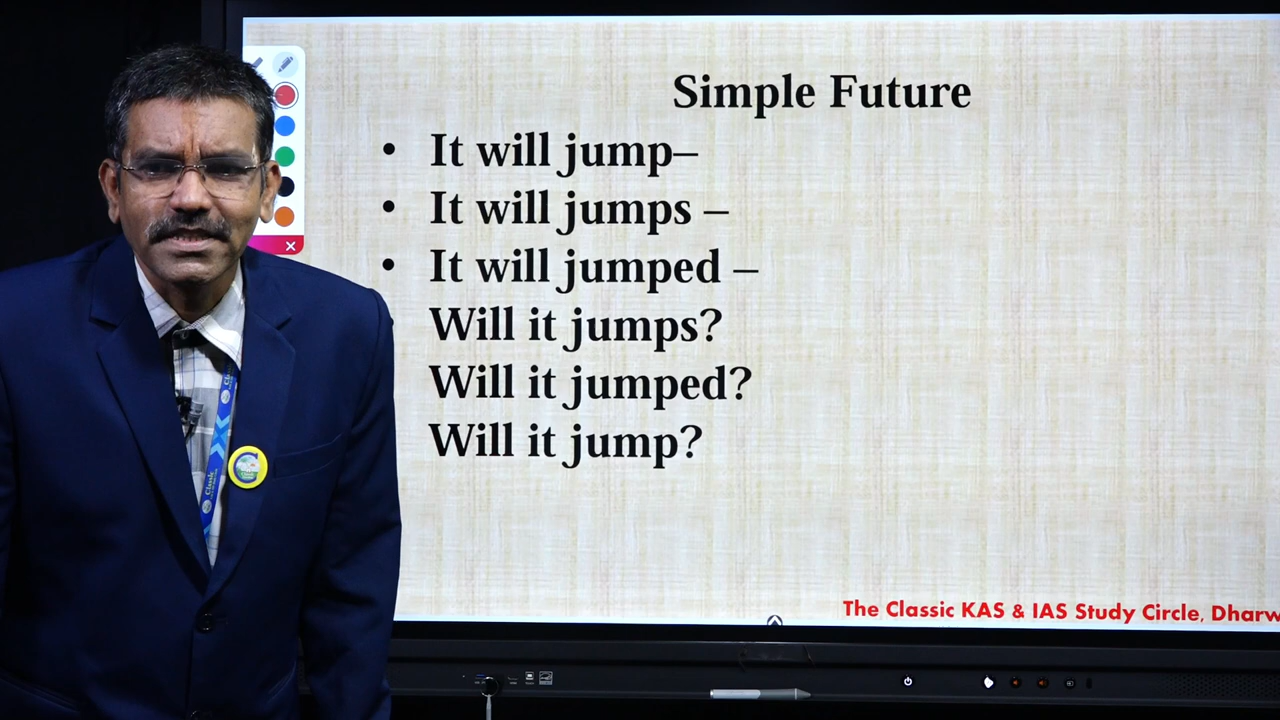 Simple Future
• It will jump–
• It will jumps –
• It will jumped –
Will it jumps?
Will it jumped?
Will it jump?
The Classic KAS & IAS Study Circle, Dharw
Classic